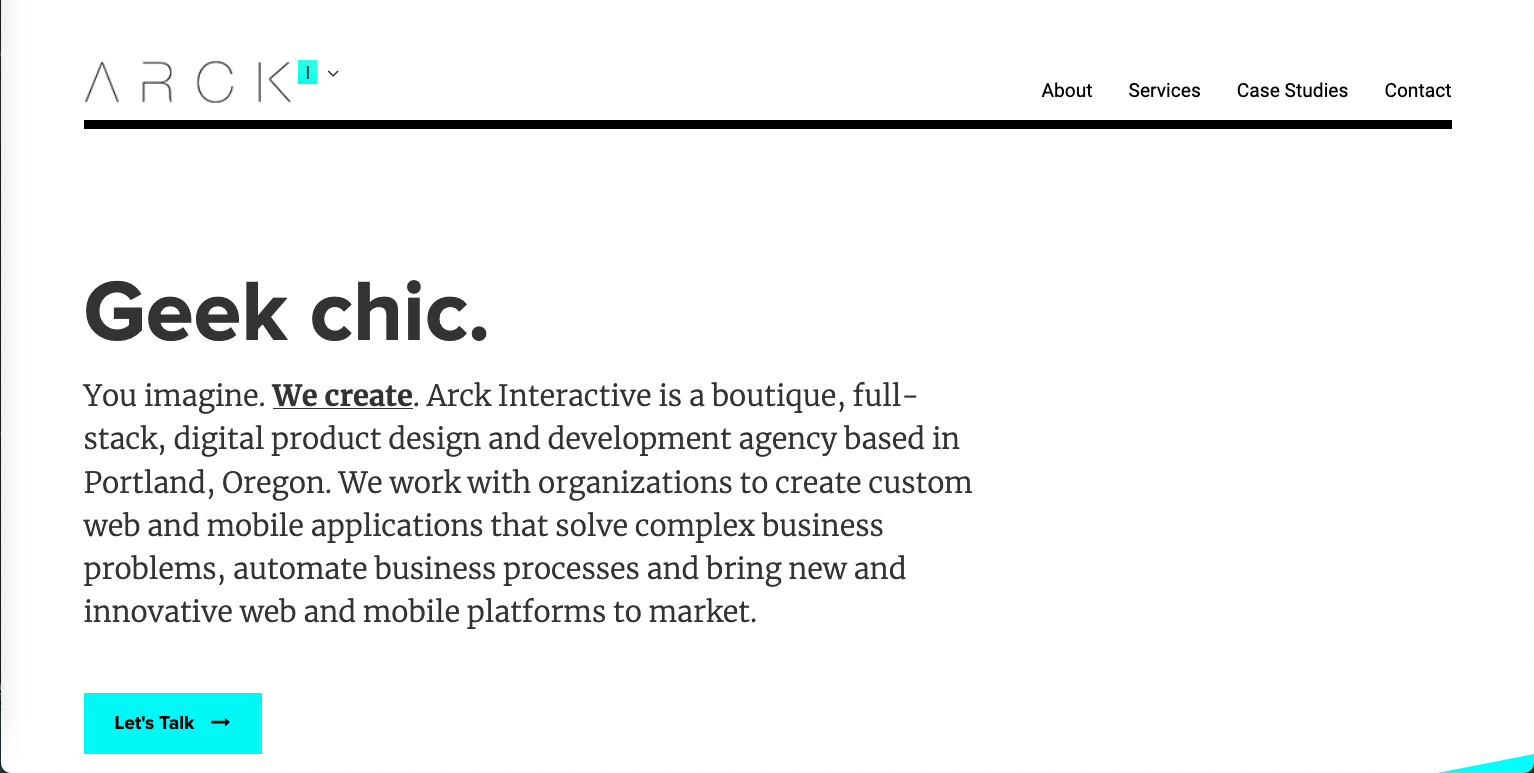 ARCK I
About Services Case Studies Contact
Geek chic.
You imagine. We create. Arck Interactive is a boutique, full-
stack, digital product design and development agency based in
Portland, Oregon. We work with organizations to create custom
web and mobile applications that solve complex business
problems, automate business processes and bring new and
innovative web and mobile platforms to market.
Let's Talk →